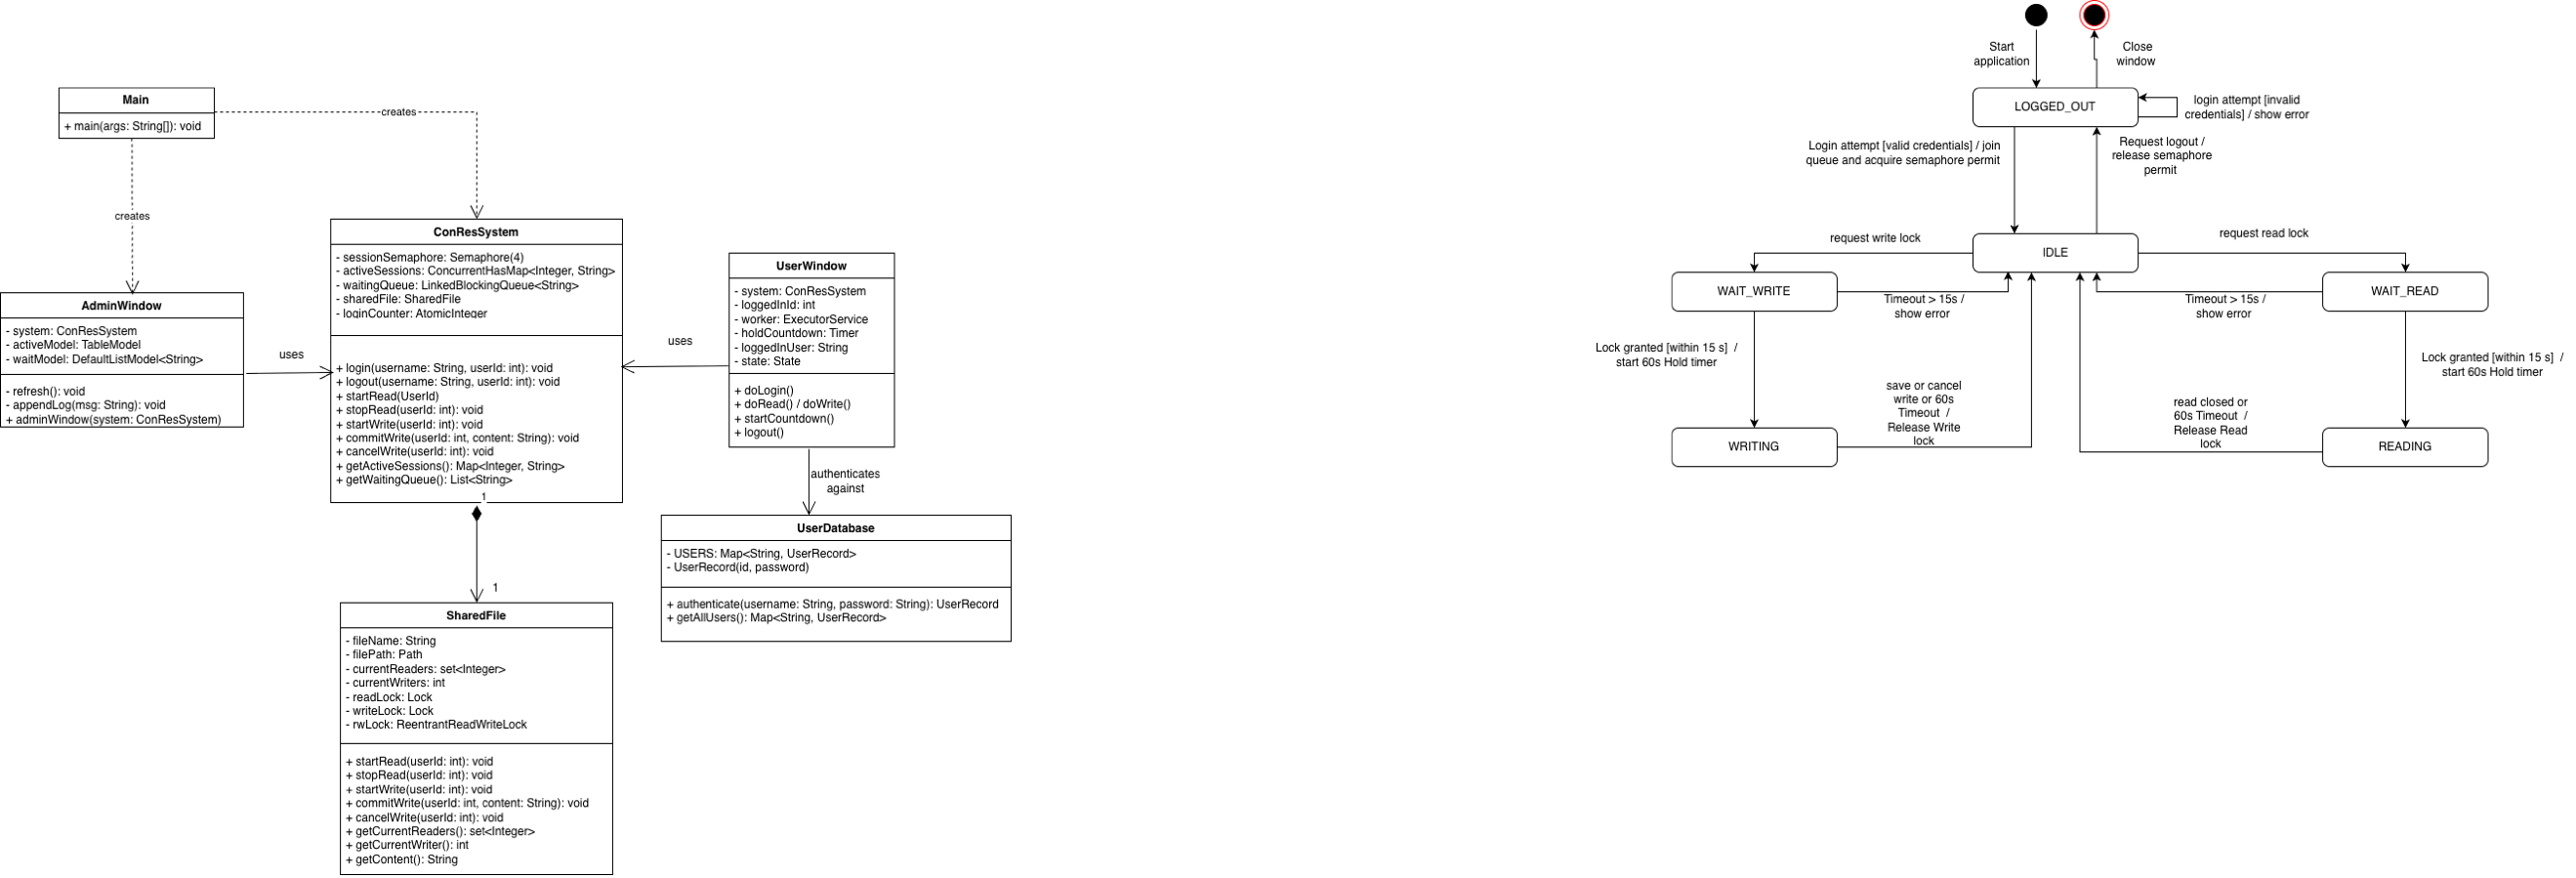 Main
+ main(args: String[]): void
creates
creates
AdminWindow
- system: ConResSystem
- activeModel: TableModel
- waitModel: DefaultListModel<String>
- refresh(): void
- appendLog(msg: String): void
+ adminWindow(system: ConResSystem)
uses
ConResSystem
- sessionSemaphore: Semaphore(4)
- activeSessions: ConcurrentHasMap<Integer, String>
- waitingQueue: LinkedBlockingQueue<String>
- sharedFile: SharedFile
- loginCounter: AtomicInteger
+ login(username: String, userId: int): void
+ logout(username: String, userId: int): void
+ startRead(UserId)
+ stopRead(userId: int): void
+ startWrite(userId: int): void
+ commitWrite(userId: int, content: String): void
+ cancelWrite(userId: int): void
+ getActiveSessions(): Map<Integer, String>
+ getWaitingQueue(): List<String>
1
1
uses
UserWindow
- system: ConResSystem
- loggedInId: int
- worker: ExecutorService
- holdCountdown: Timer
- loggedInUser: String
- state: State
+ doLogin()
+ doRead() / doWrite()
+ startCountdown()
+ logout()
authenticates
against
UserDatabase
- USERS: Map<String, UserRecord>
- UserRecord(id, password)
+ authenticate(username: String, password: String): UserRecord
+ getAllUsers(): Map<String, UserRecord>
SharedFile
- fileName: String
- filePath: Path
- currentReaders: set<Integer>
- currentWriters: int
- readLock: Lock
- writeLock: Lock
- rwLock: ReentrantReadWriteLock
+ startRead(userId: int): void
+ stopRead(userId: int): void
+ startWrite(userId: int): void
+ commitWrite(userId: int, content: String): void
+ cancelWrite(userId: int): void
+ getCurrentReaders(): set<Integer>
+ getCurrentWriter(): int
+ getContent(): String
Start
application
Close
window
LOGGED_OUT
login attempt [invalid
credentials] / show error
Login attempt [valid credentials] / join
queue and acquire semaphore permit
Request logout /
release semaphore
permit
request write lock
IDLE
request read lock
WAIT_WRITE
Timeout > 15s /
show error
Timeout > 15s /
show error
WAIT_READ
Lock granted [within 15 s] /
start 60s Hold timer
Lock granted [within 15 s] /
start 60s Hold timer
save or cancel
write or 60s
Timeout /
Release Write
lock
read closed or
60s Timeout /
Release Read
lock
WRITING
READING